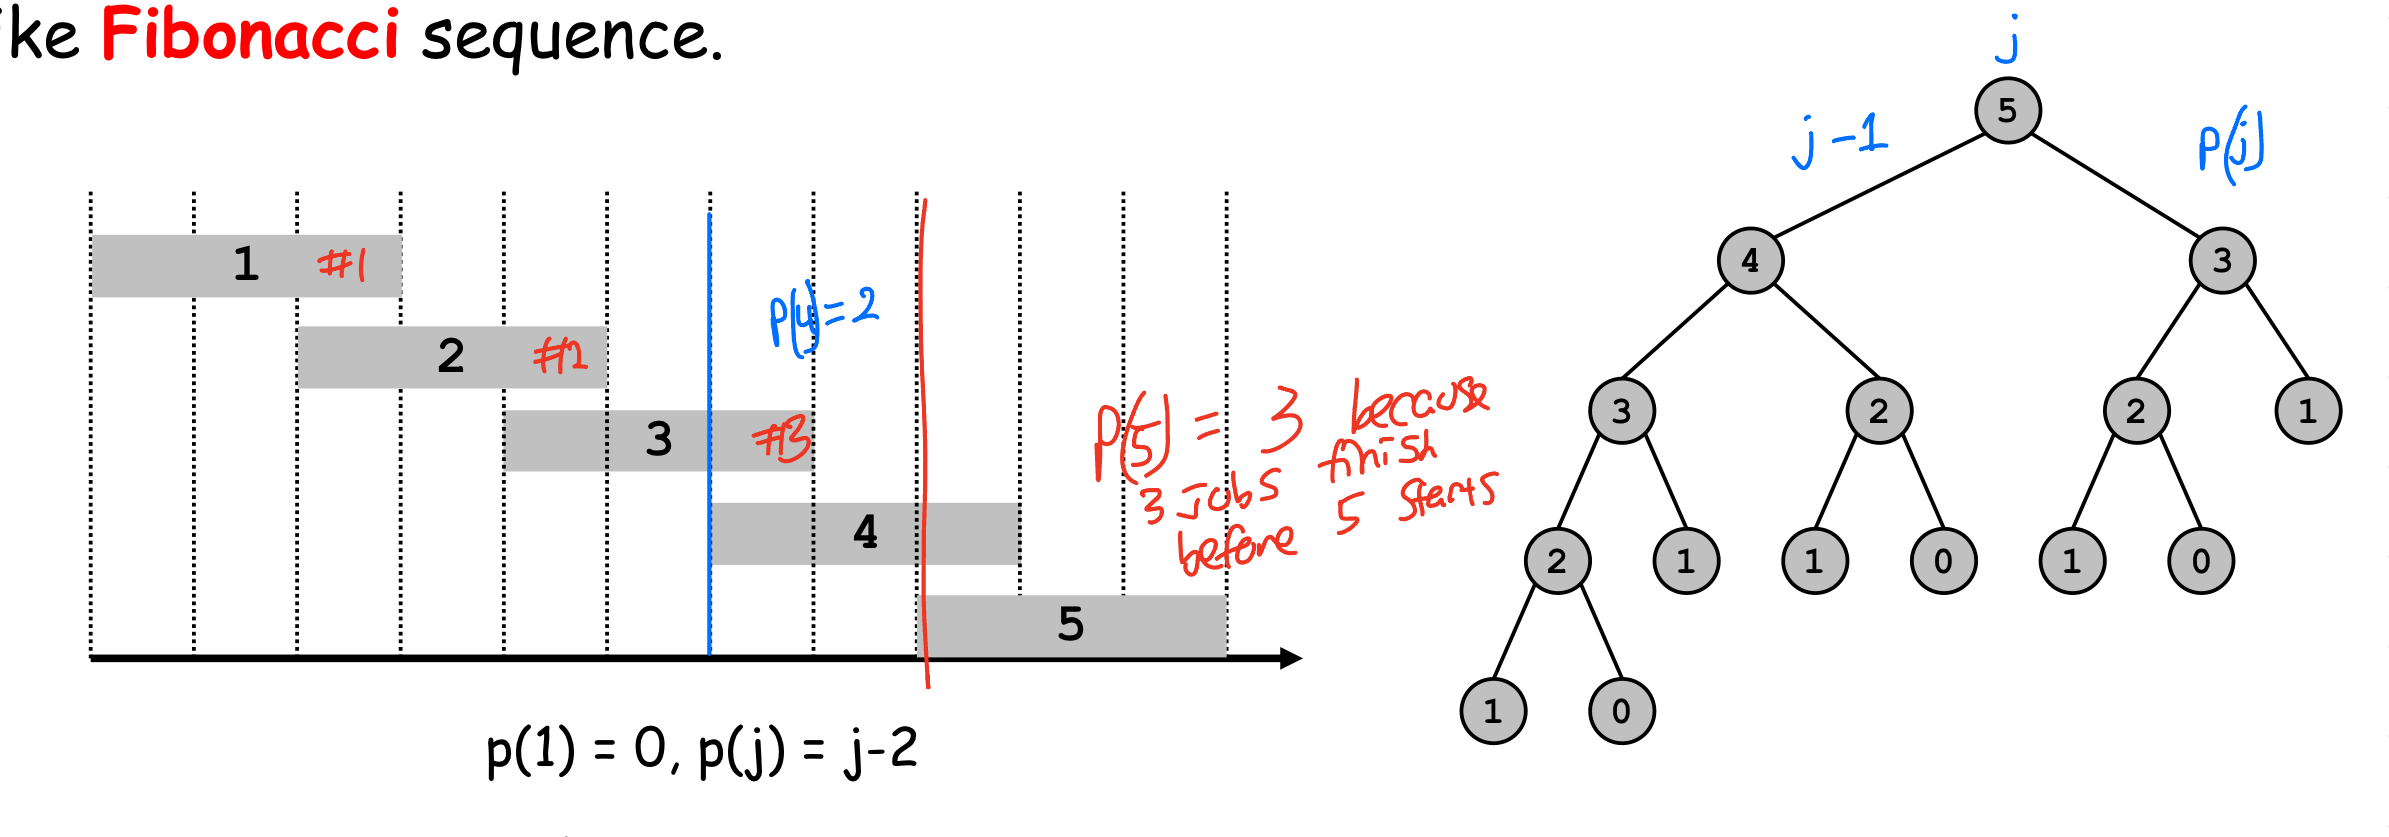 ke Fibonacci sequence.
1 #1
2 #2
3 #3
4
5
p(4)=2
p(5) = 3 because
3 jobs finish
before 5 starts
p(1) = 0, p(j) = j-2
j
5
j-1 p(j)
4 3
3 2 2 1
2 1 1 0 1 0
1 0